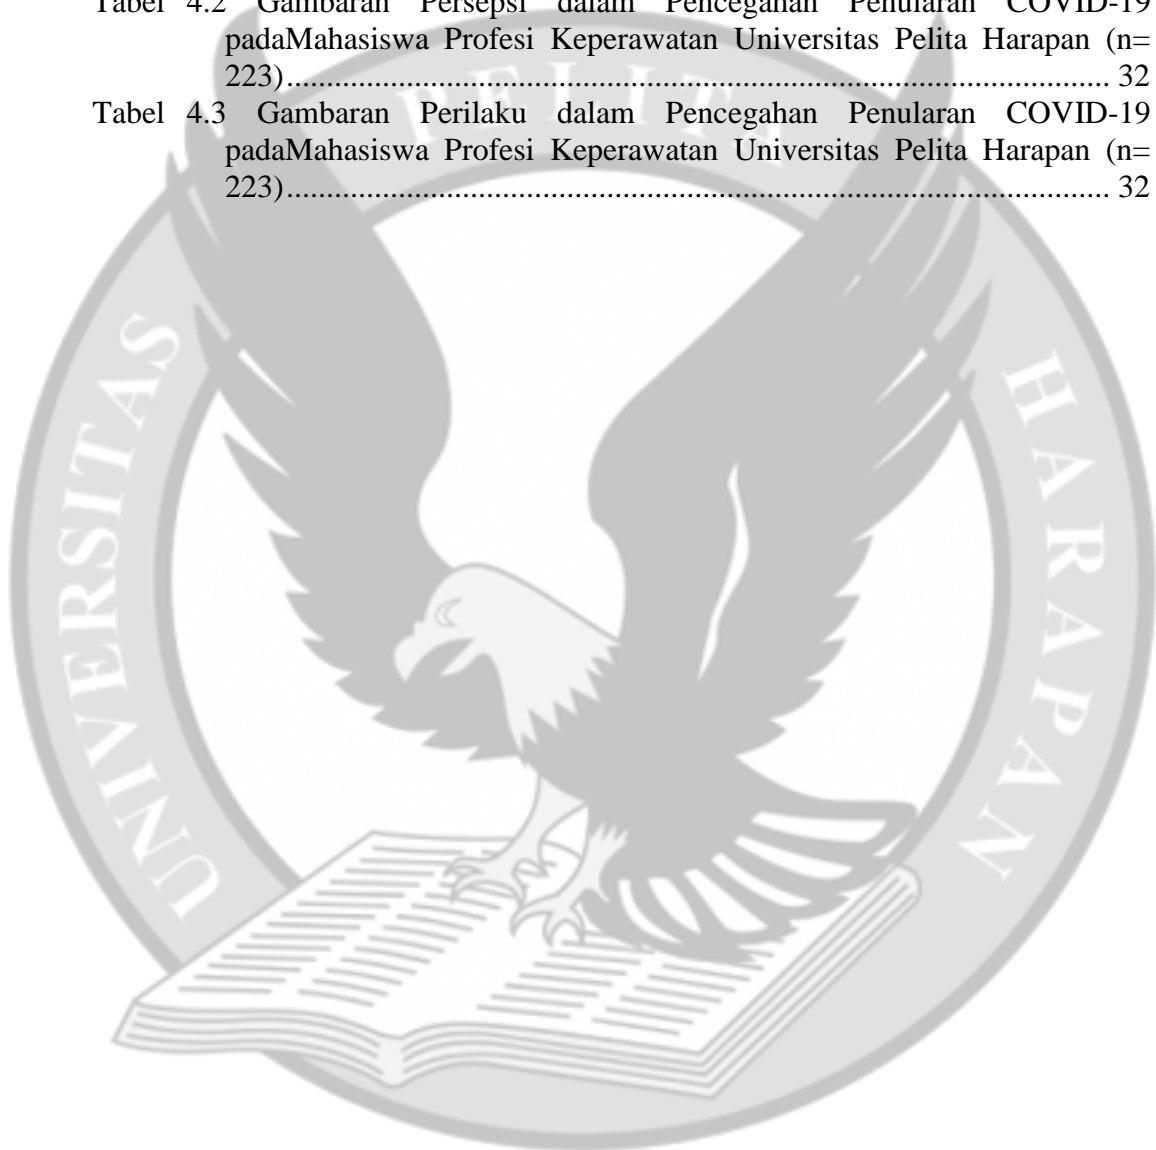 Tabel 4.2 Gambaran Persepsi dalam Pencegahan Penularan COVID-19
padaMahasiswa Profesi Keperawatan Universitas Pelita Harapan (n=
223)....................................................................................................... 32
Tabel 4.3 Gambaran Perilaku dalam Pencegahan Penularan COVID-19
padaMahasiswa Profesi Keperawatan Universitas Pelita Harapan (n=
223)....................................................................................................... 32
UNIVERSITAS PELITA HARAPAN